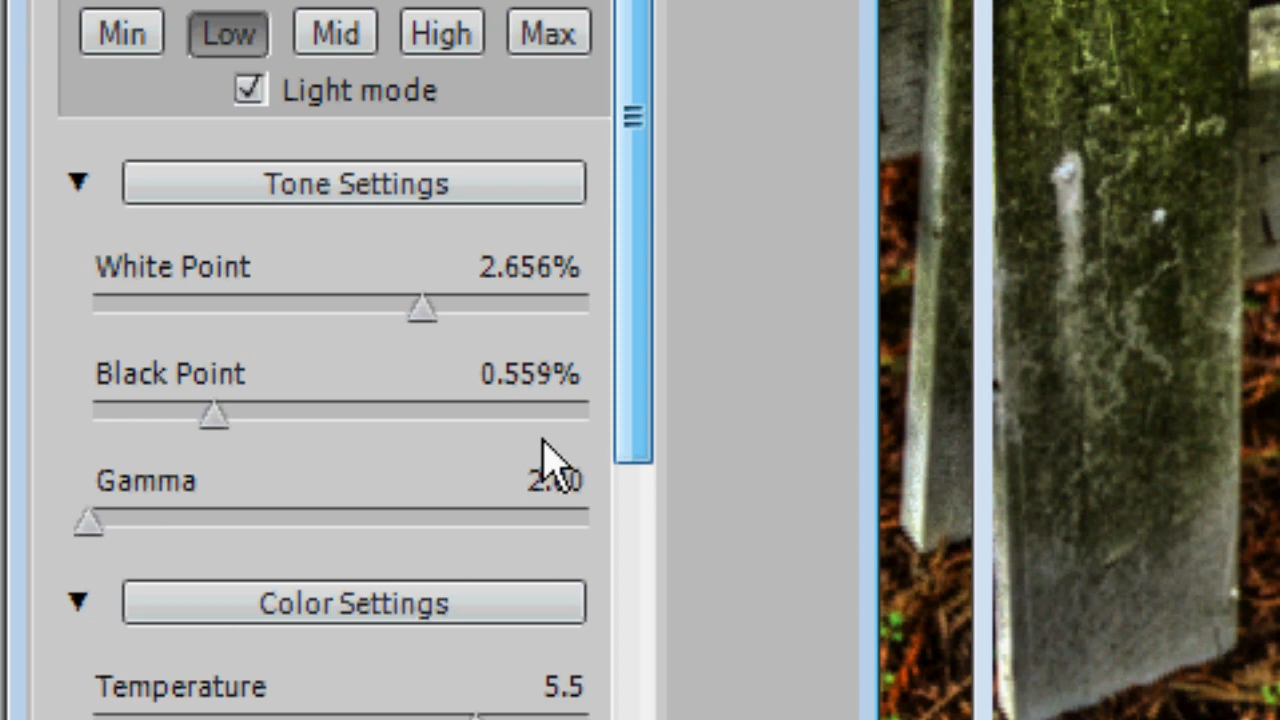 Min Low Mid High Max
Light mode
Tone Settings
White Point 2.656%
Black Point 0.559%
Gamma
Color Settings
Temperature 5.5